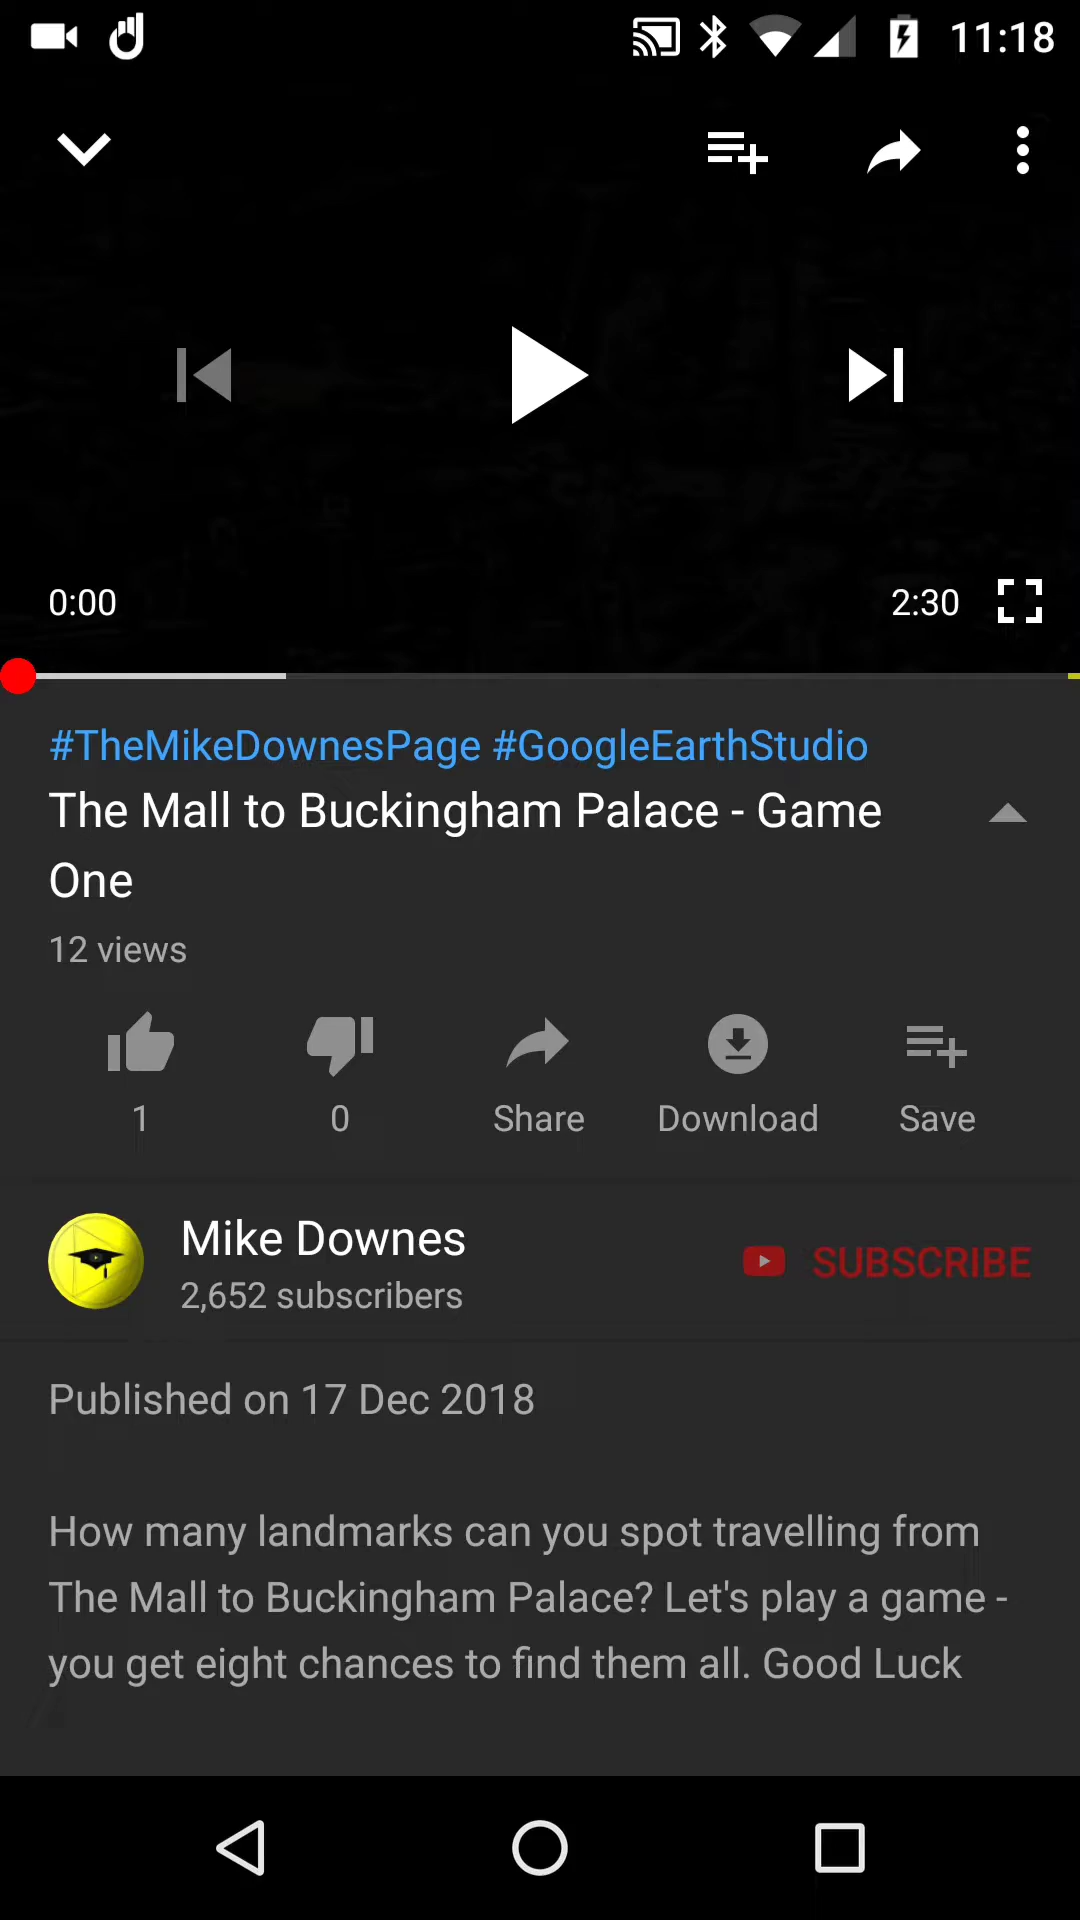 11:18
0:00
2:30
#TheMikeDownesPage #GoogleEarthStudio
The Mall to Buckingham Palace - Game
One
12 views
1
0
Share
Download
Save
Mike Downes
2,652 subscribers
SUBSCRIBE
Published on 17 Dec 2018
How many landmarks can you spot travelling from
The Mall to Buckingham Palace? Let's play a game -
you get eight chances to find them all. Good Luck